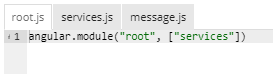 root.js services.js message.js
1 angular.module("root", ["services"])